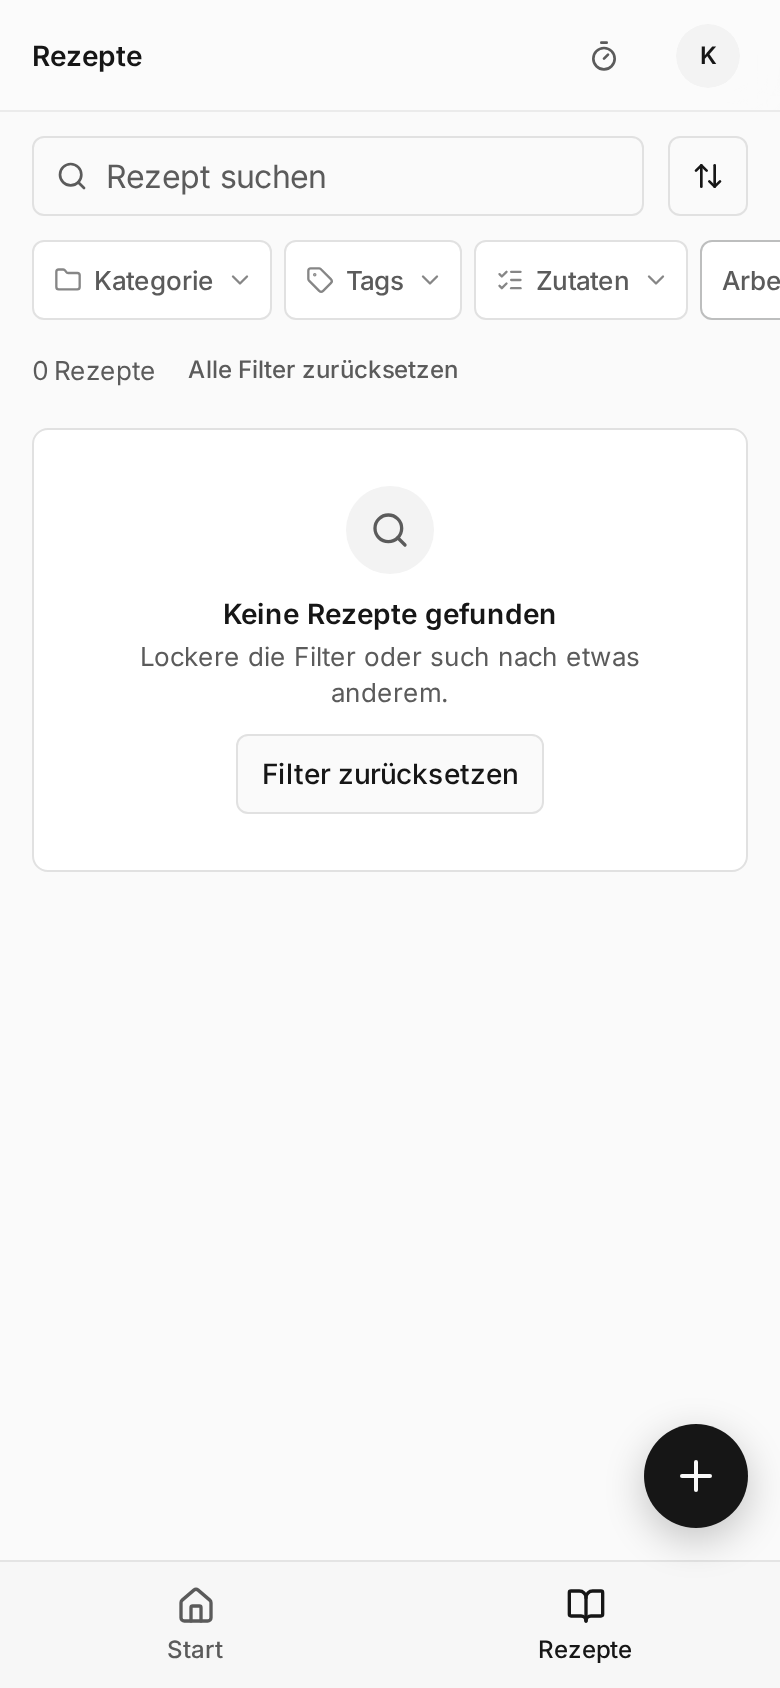 Rezepte
K
Rezept suchen
Kategorie
Tags
Zutaten
Arbe
0 Rezepte
Alle Filter zurücksetzen
Keine Rezepte gefunden
Lockere die Filter oder such nach etwas
anderem.
Filter zurücksetzen
Start
Rezepte